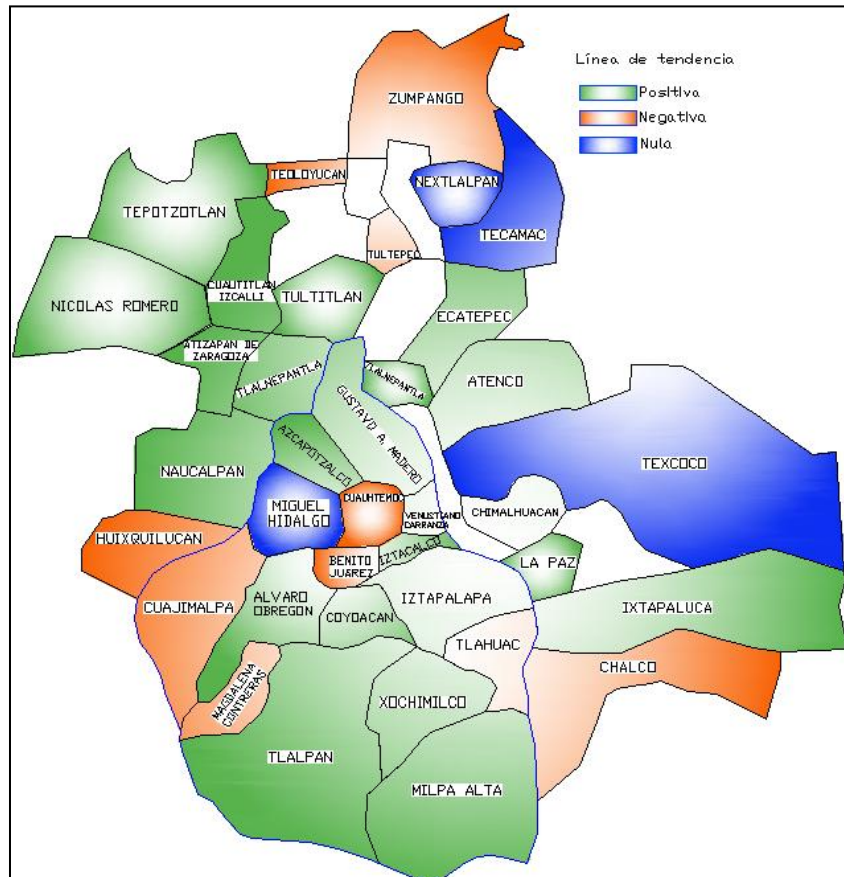 Línea de tendencia
Positiva
Negativa
Nula
ZUMPANGO
TEOLOYUCAN
NEXTLALPAN
TEPOTZOTLAN
TECAMAC
TULTEPEC
CUAUTITLAN
IZCALLI
TULTITLAN
NICOLAS ROMERO
ECATEPEC
ATIZAPAN DE
ZARAGOZA
TLALNEPANTLA
TLALNEPANTLA
ATENCO
GUSTAVO A. MADERO
AZCAPOTZALCO
NAUCALPAN
TEXCOCO
MIGUEL
HIDALGO
CUAUHTEMOC
VENUSTIANO
CARRANZA
CHIMALHUACAN
HUIXQUILUCAN
BENITO
JUAREZ
IZTACALCO
LA PAZ
CUAJIMALPA
ALVARO
OBREGON
COYOACAN
IZTAPALAPA
IXTAPALUCA
TLAHUAC
CHALCO
MAGDALENA
CONTRERAS
XOCHIMILCO
TLALPAN
MILPA ALTA